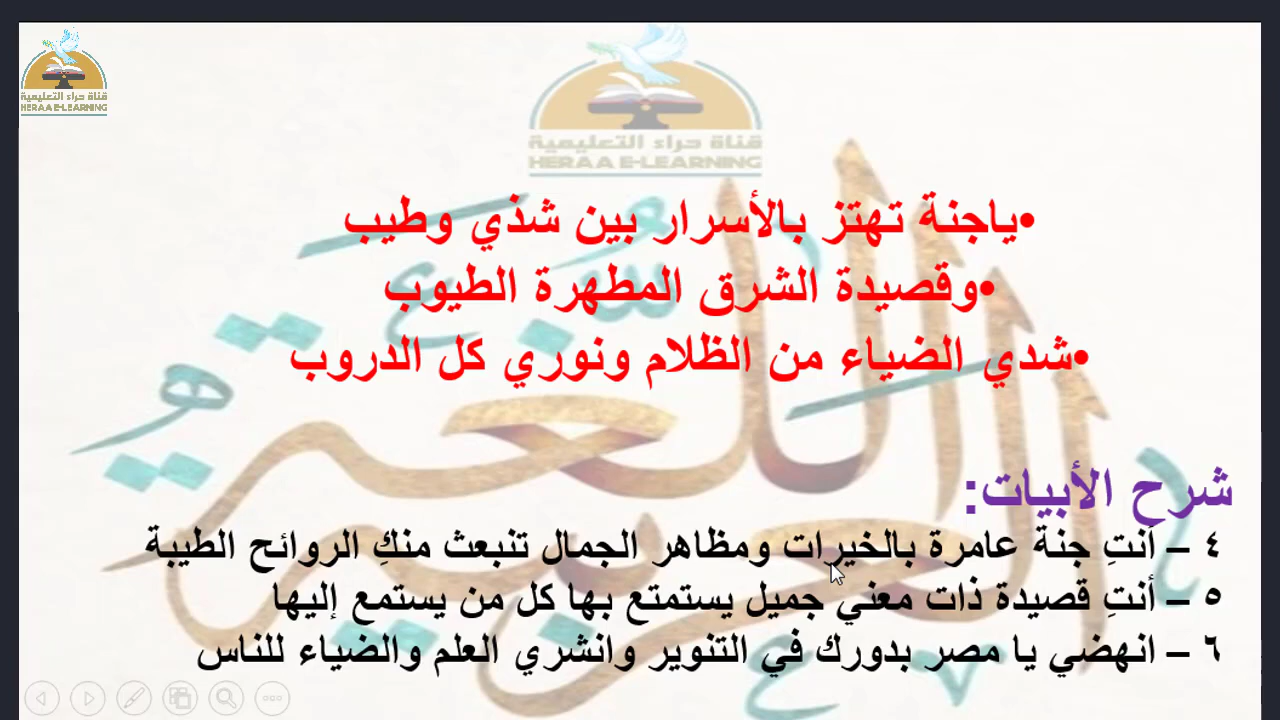 قناة حراء التعليمية
HERAA E-LEARNING
قناة حراء التعليمية
HERAA E-LEARNING
•ياجنة تهتز بالأسرار بين شذي وطيب
•وقصيدة الشرق المطهرة الطيوب
•شدي الضياء من الظلام ونوري كل الدروب
شرح الأبيات:
٤ – أنتِ جنة عامرة بالخيرات ومظاهر الجمال تنبعث منكِ الروائح الطيبة
٥ – أنتِ قصيدة ذات معني جميل يستمتع بها كل من يستمع إليها
٦ – انهضي يا مصر بدورك في التنوير وانشري العلم والضياء للناس
اللغة العربية